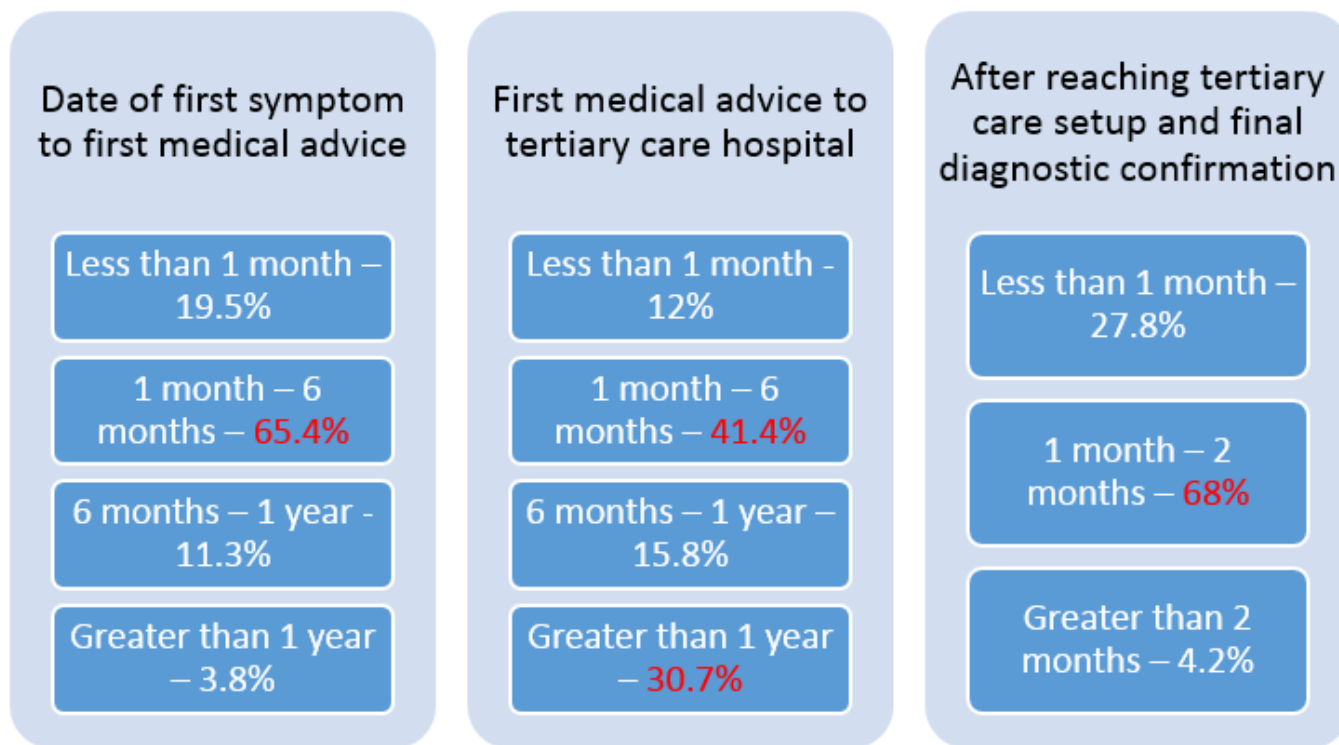 Date of first symptom
to first medical advice
Less than 1 month –
19.5%
1 month – 6
months – 65.4%
6 months – 1 year -
11.3%
Greater than 1 year
– 3.8%
First medical advice to
tertiary care hospital
Less than 1 month -
12%
1 month – 6
months – 41.4%
6 months – 1 year –
15.8%
Greater than 1 year
– 30.7%
After reaching tertiary
care setup and final
diagnostic confirmation
Less than 1 month –
27.8%
1 month – 2
months – 68%
Greater than 2
months – 4.2%